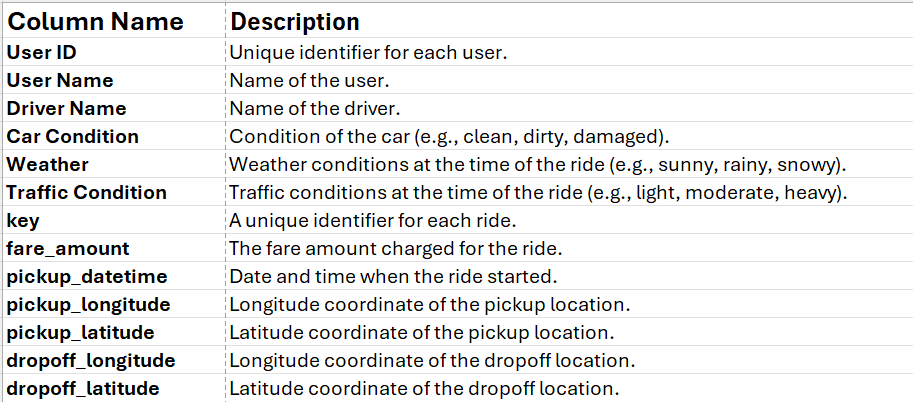 Column Name Description
User ID Unique identifier for each user.
User Name Name of the user.
Driver Name Name of the driver.
Car Condition Condition of the car (e.g., clean, dirty, damaged).
Weather Weather conditions at the time of the ride (e.g., sunny, rainy, snowy).
Traffic Condition Traffic conditions at the time of the ride (e.g., light, moderate, heavy).
key A unique identifier for each ride.
fare_amount The fare amount charged for the ride.
pickup_datetime Date and time when the ride started.
pickup_longitude Longitude coordinate of the pickup location.
pickup_latitude Latitude coordinate of the pickup location.
dropoff_longitude Longitude coordinate of the dropoff location.
dropoff_latitude Latitude coordinate of the dropoff location.